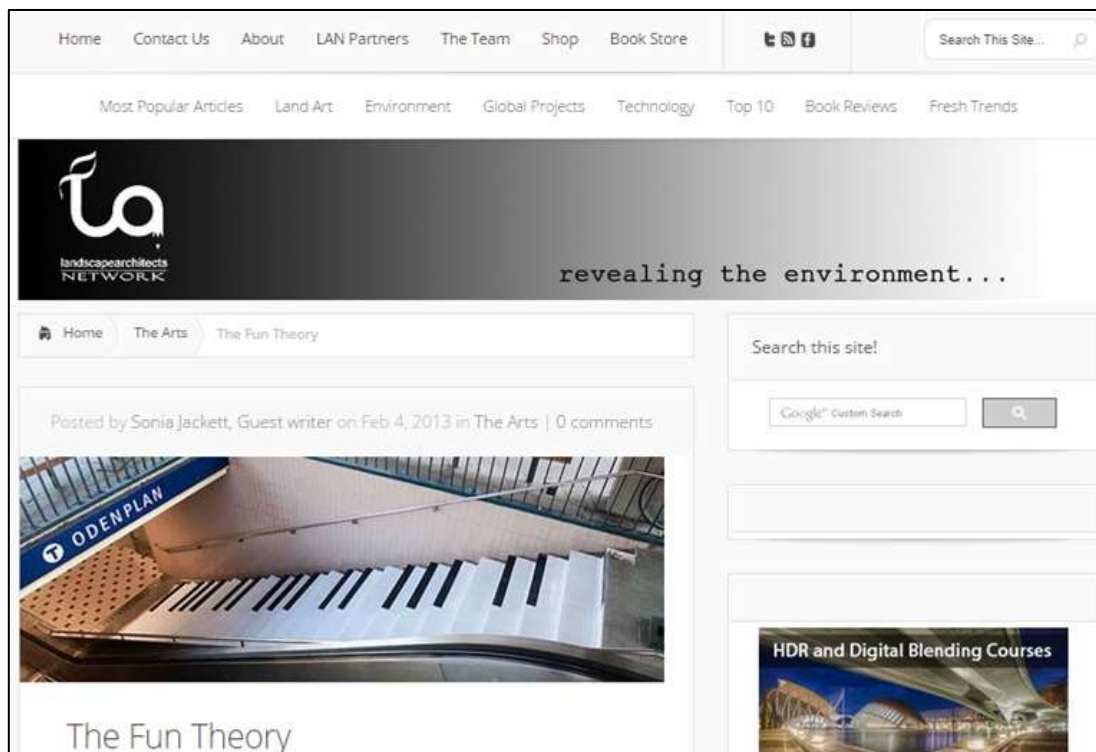 Home Contact Us About LAN Partners The Team Shop Book Store
Search This Site...
Most Popular Articles Land Art Environment Global Projects Technology Top 10 Book Reviews Fresh Trends
la
landscapearchitects
NETWORK
revealing the environment...
Home The Arts The Fun Theory
Search this site!
Google™ Custom Search
Posted by Sonia Jackett, Guest writer on Feb 4, 2013 in The Arts | 0 comments
T ODENPLAN
HDR and Digital Blending Courses
The Fun Theory